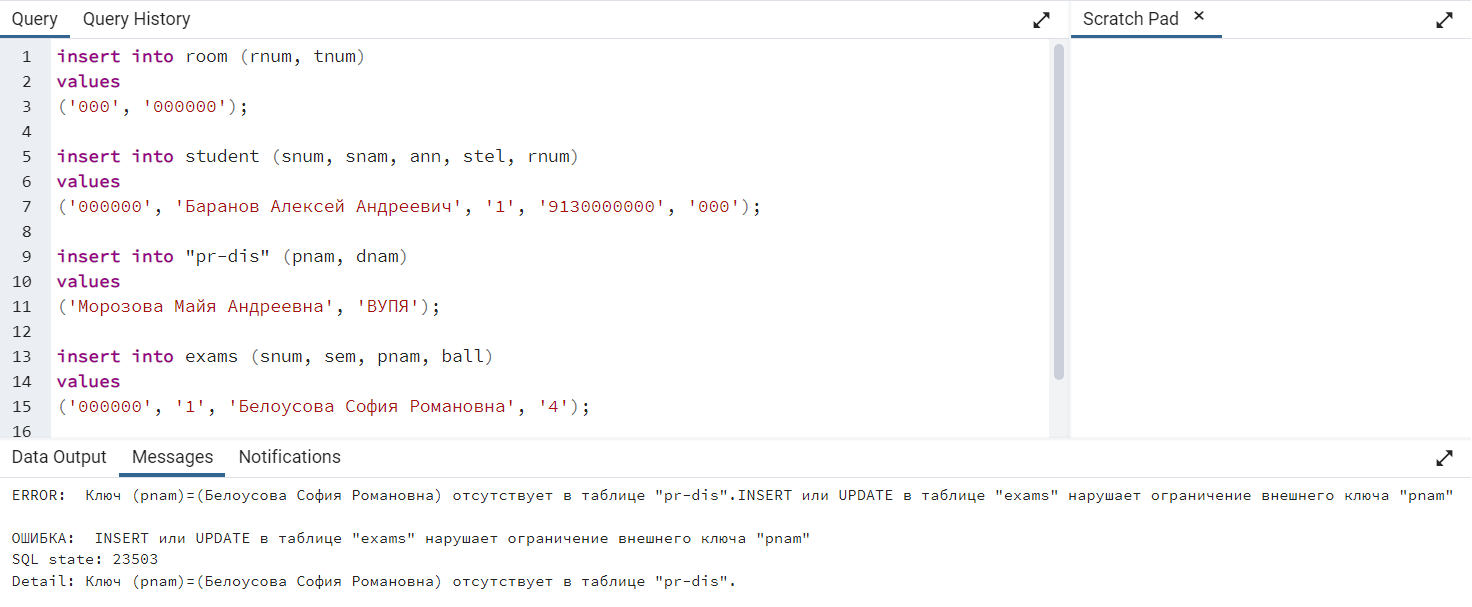 Query Query History Scratch Pad ×
1 insert into room (rnum, tnum)
2 values
3 ('000', '000000');
4
5 insert into student (snum, snam, ann, stel, rnum)
6 values
7 ('000000', 'Баранов Алексей Андреевич', '1', '9130000000', '000');
8
9 insert into "pr-dis" (pnam, dnam)
10 values
11 ('Морозова Майя Андреевна', 'ВУПЯ');
12
13 insert into exams (snum, sem, pnam, ball)
14 values
15 ('000000', '1', 'Белоусова София Романовна', '4');
16
Data Output Messages Notifications
ERROR:  Ключ (pnam)=(Белоусова София Романовна) отсутствует в таблице "pr-dis".INSERT или UPDATE в таблице "exams" нарушает ограничение внешнего ключа "pnam"
ОШИБКА:  INSERT или UPDATE в таблице "exams" нарушает ограничение внешнего ключа "pnam"
SQL state: 23503
Detail: Ключ (pnam)=(Белоусова София Романовна) отсутствует в таблице "pr-dis".